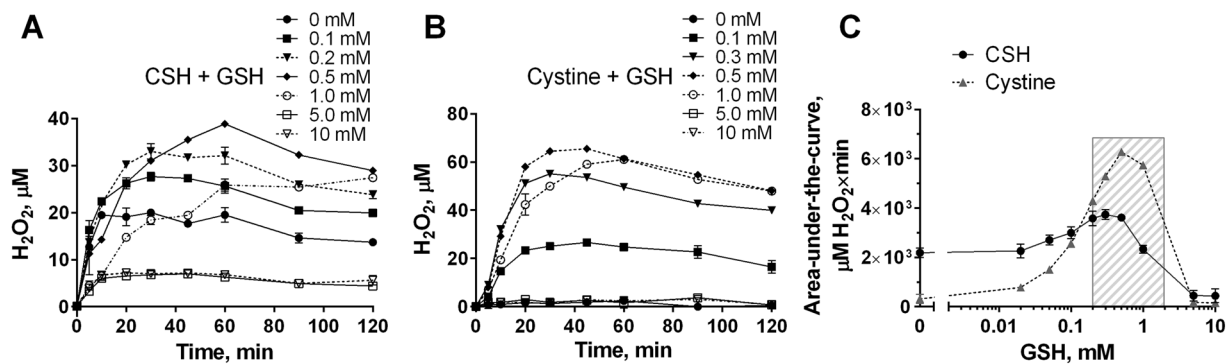 A
CSH + GSH
0 mM
0.1 mM
0.2 mM
0.5 mM
1.0 mM
5.0 mM
10 mM
H₂O₂, µM
40
30
20
10
0
0 20 40 60 80 100 120
Time, min
B
Cystine + GSH
0 mM
0.1 mM
0.3 mM
0.5 mM
1.0 mM
5.0 mM
10 mM
H₂O₂, µM
80
60
40
20
0
0 20 40 60 80 100 120
Time, min
C
CSH
Cystine
Area-under-the-curve,
µM H₂O₂×min
8×10³
6×10³
4×10³
2×10³
0
0 0.01 0.1 1 10
GSH, mM